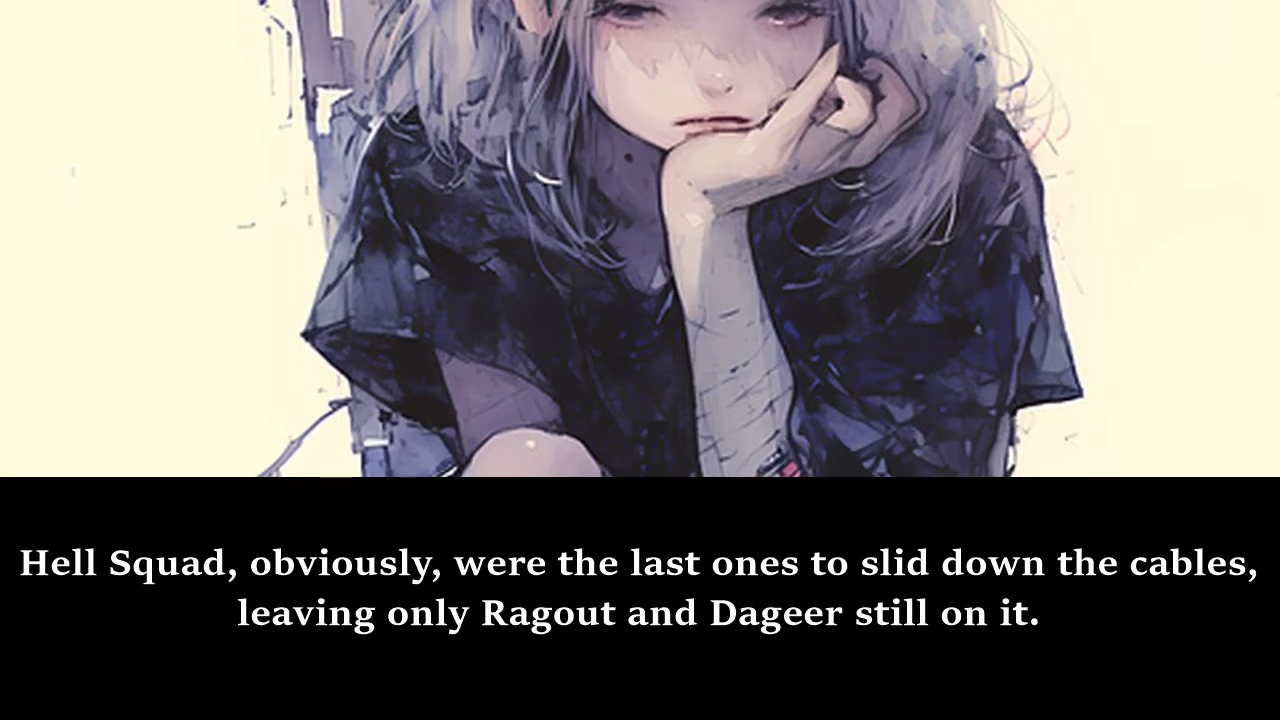 Hell Squad, obviously, were the last ones to slid down the cables,
leaving only Ragout and Dageer still on it.